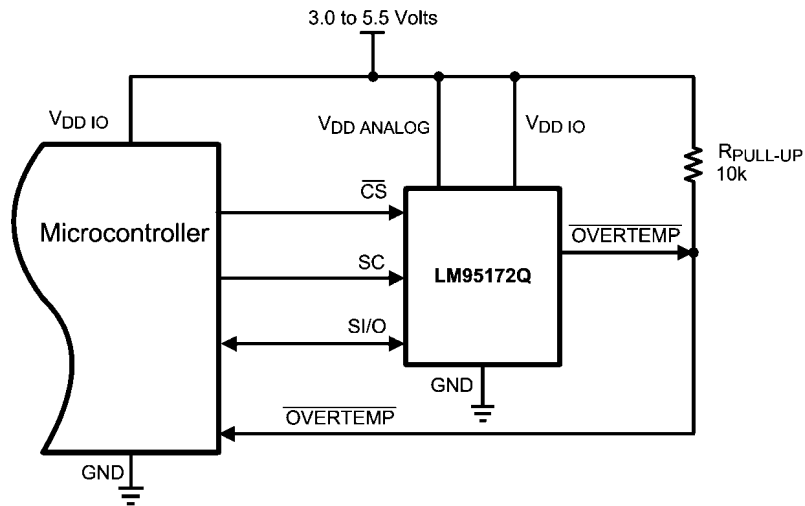 3.0 to 5.5 Volts
VDD IO
VDD ANALOG
VDD IO
RPULL-UP
10k
CS
Microcontroller
OVERTEMP
SC
LM95172Q
SI/O
GND
OVERTEMP
GND